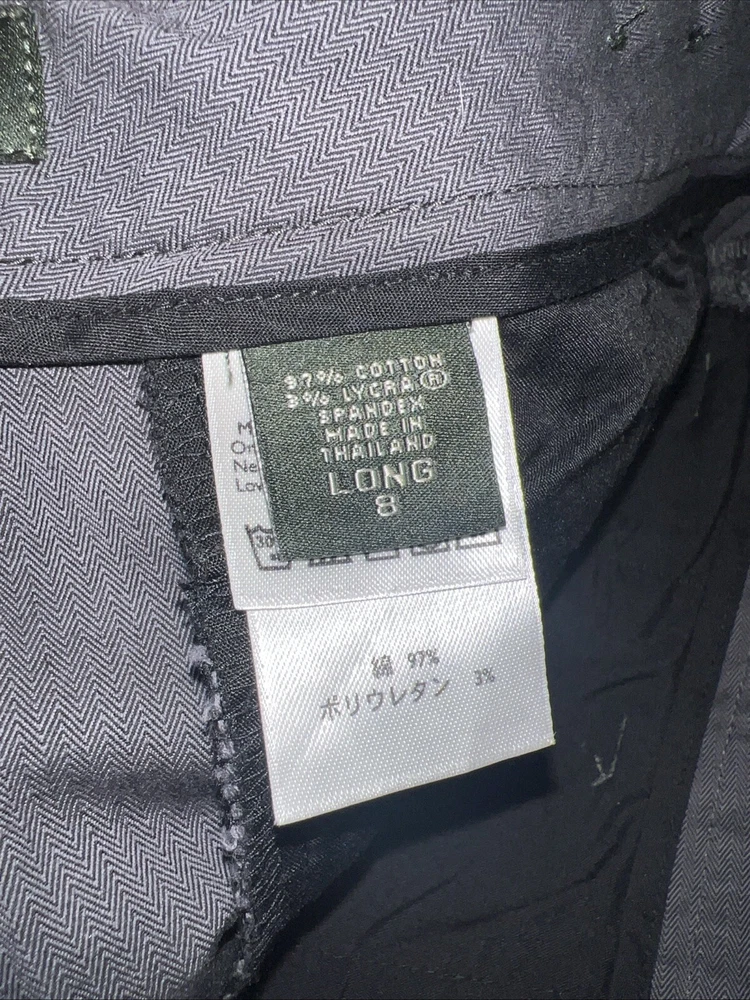 97% COTTON
3% LYCRA®
SPANDEX
MADE IN
THAILAND
LONG
8
30°
綿 97%
ポリウレタン 3%